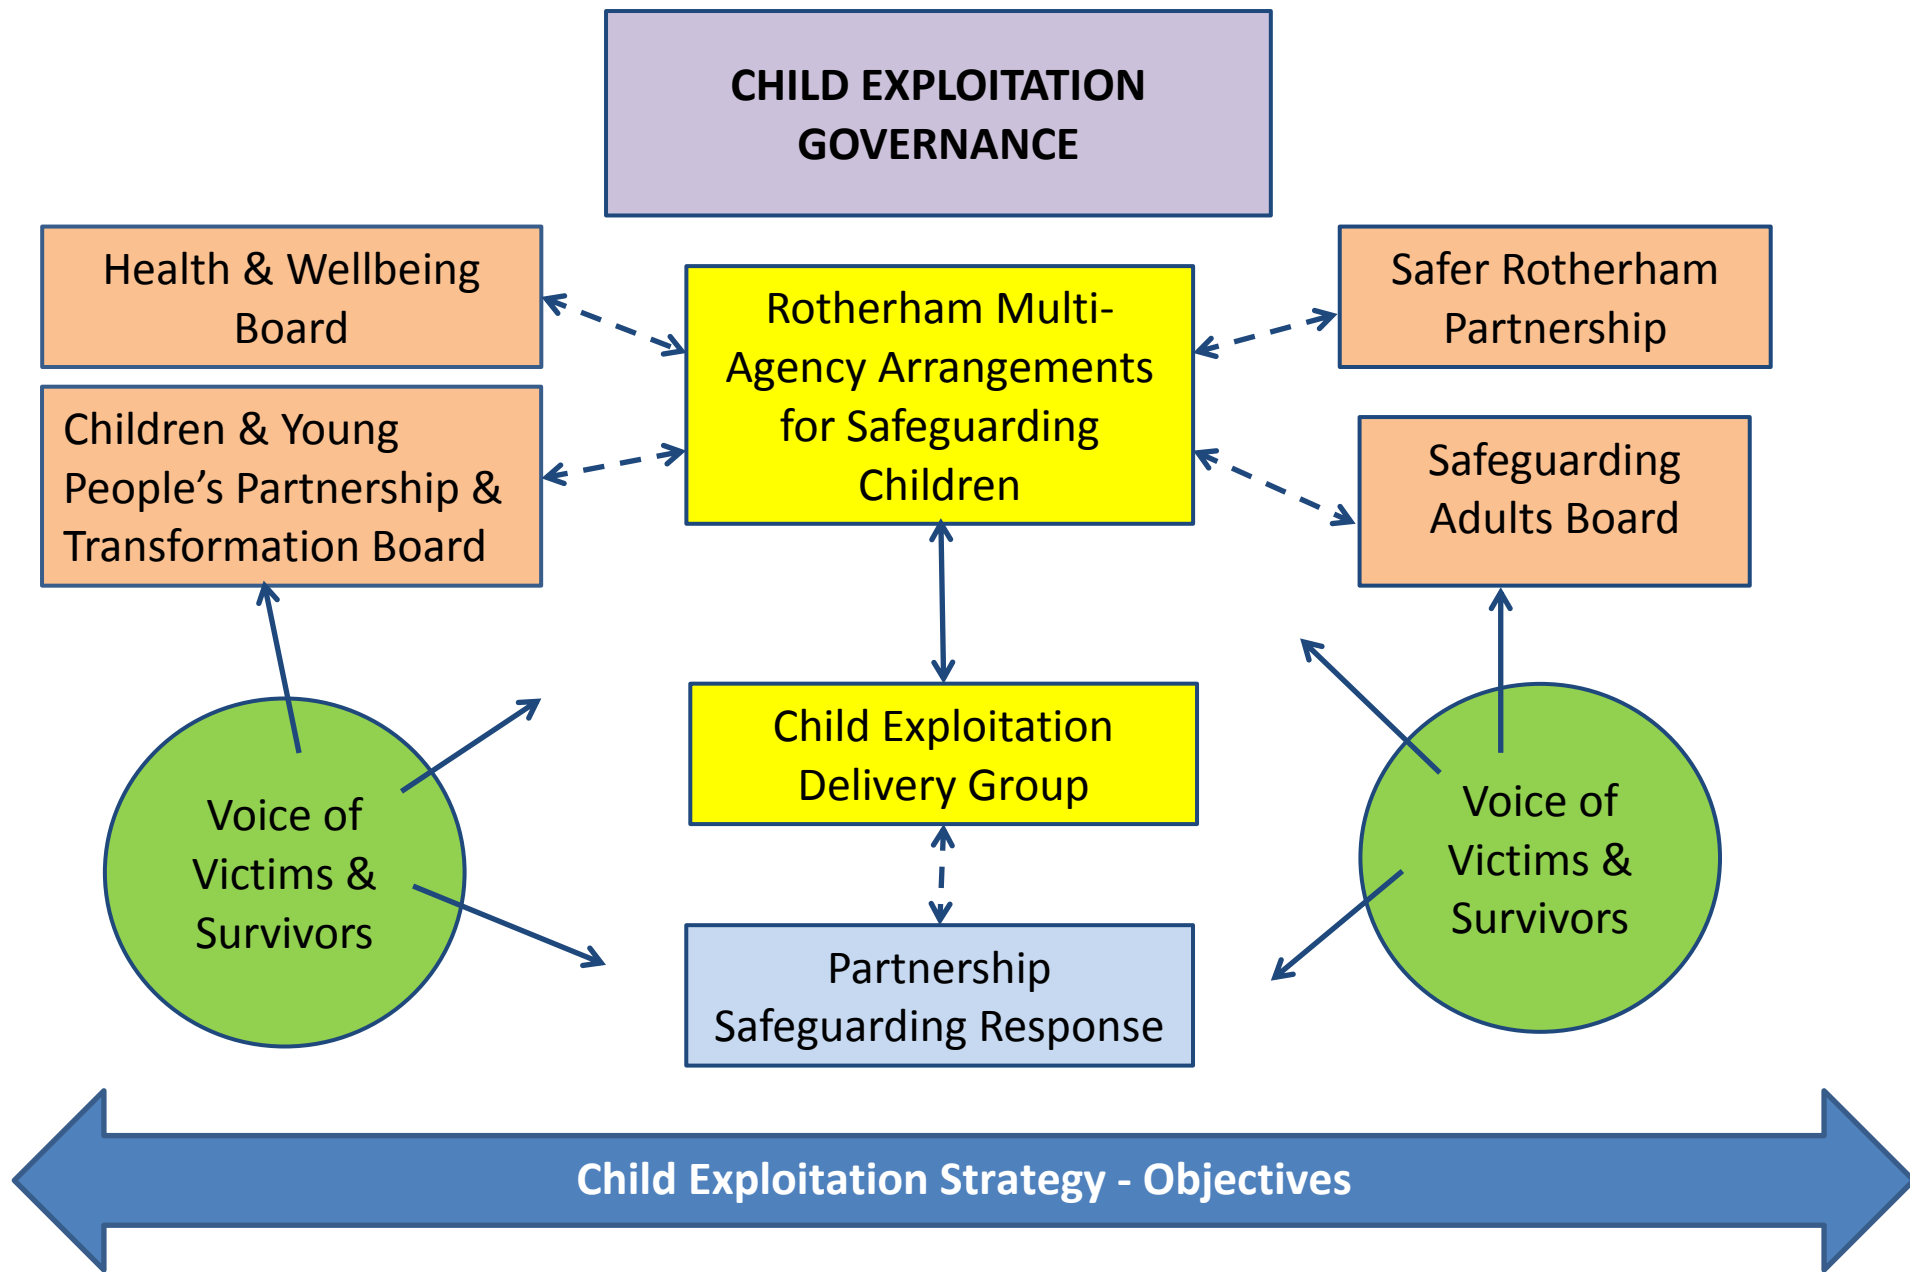 CHILD EXPLOITATION
GOVERNANCE
Health & Wellbeing
Board
Rotherham Multi-
Agency Arrangements
for Safeguarding
Children
Safer Rotherham
Partnership
Children & Young
People’s Partnership &
Transformation Board
Safeguarding
Adults Board
Child Exploitation
Delivery Group
Voice of
Victims &
Survivors
Voice of
Victims &
Survivors
Partnership
Safeguarding Response
Child Exploitation Strategy - Objectives